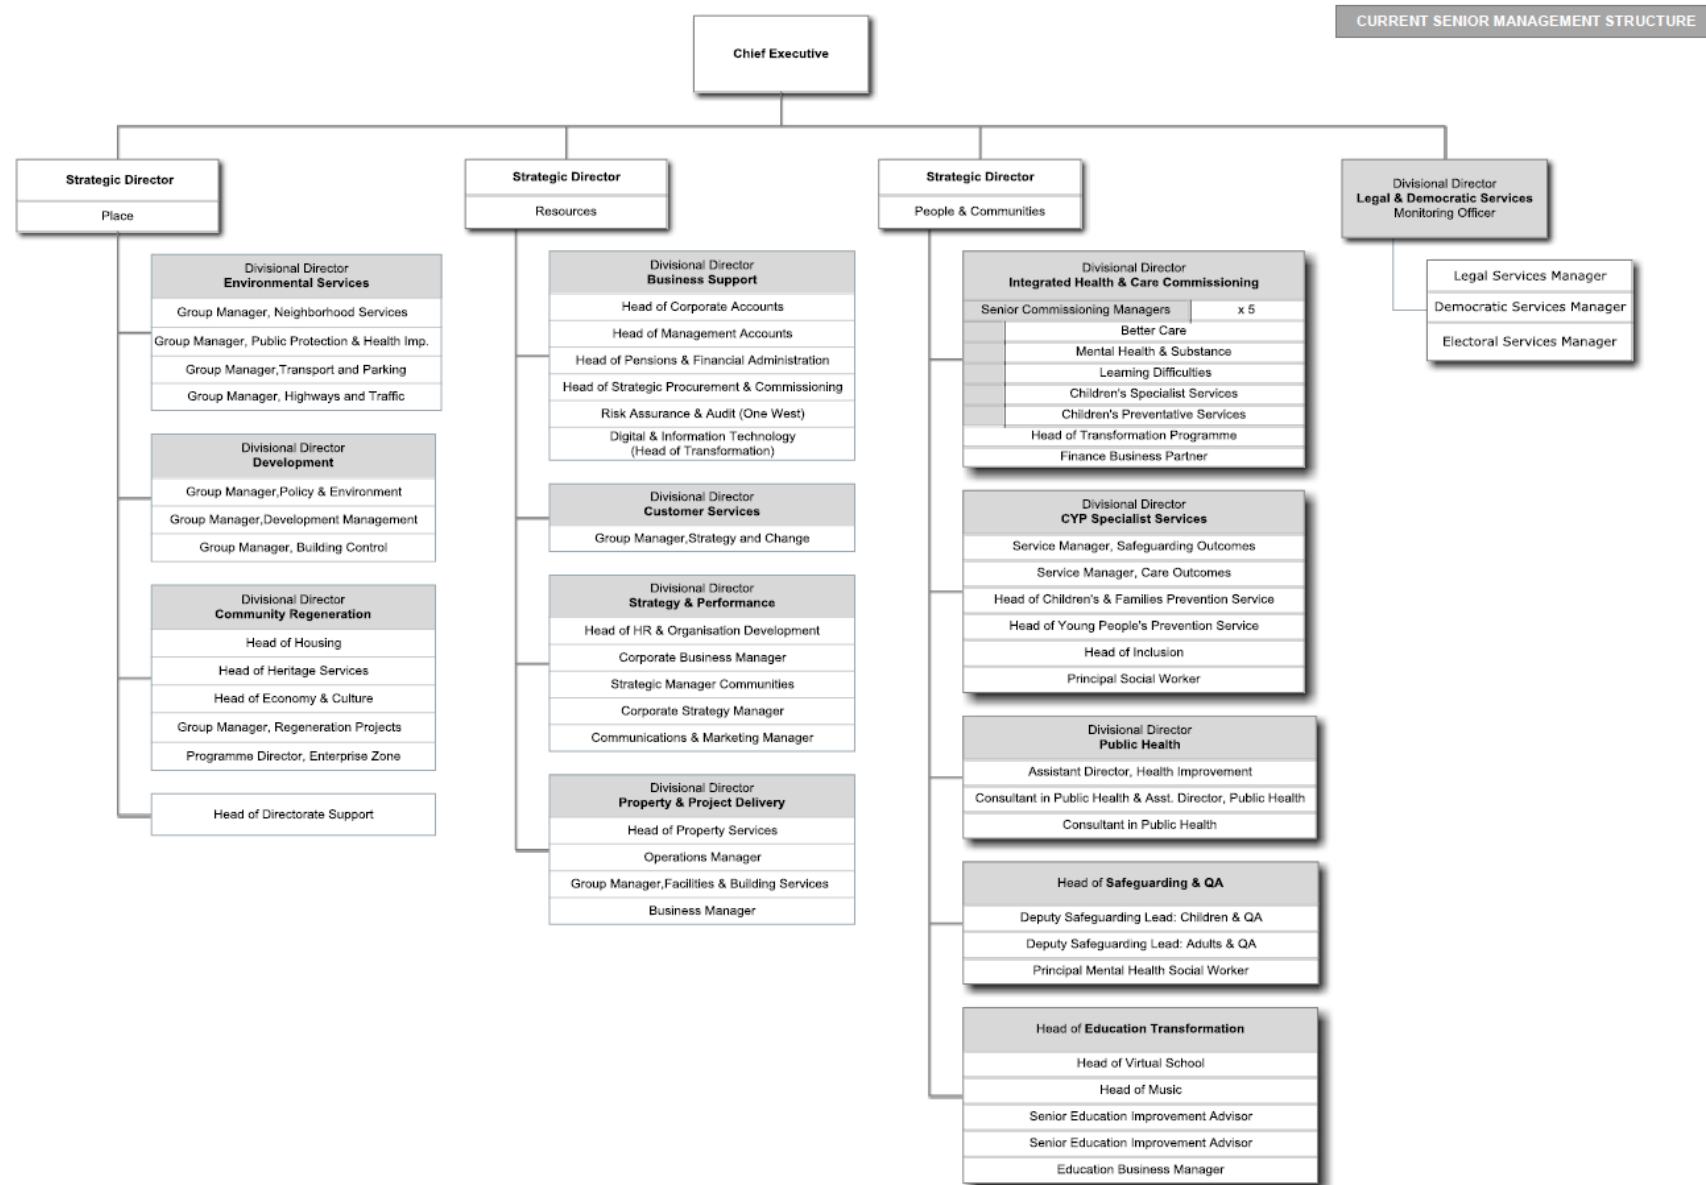 CURRENT SENIOR MANAGEMENT STRUCTURE
Chief Executive
Strategic Director
Place
Divisional Director
Environmental Services
Group Manager, Neighborhood Services
Group Manager, Public Protection & Health Imp.
Group Manager,Transport and Parking
Group Manager, Highways and Traffic
Divisional Director
Development
Group Manager,Policy & Environment
Group Manager,Development Management
Group Manager, Building Control
Divisional Director
Community Regeneration
Head of Housing
Head of Heritage Services
Head of Economy & Culture
Group Manager, Regeneration Projects
Programme Director, Enterprise Zone
Head of Directorate Support
Strategic Director
Resources
Divisional Director
Business Support
Head of Corporate Accounts
Head of Management Accounts
Head of Pensions & Financial Administration
Head of Strategic Procurement & Commissioning
Risk Assurance & Audit (One West)
Digital & Information Technology
(Head of Transformation)
Divisional Director
Customer Services
Group Manager,Strategy and Change
Divisional Director
Strategy & Performance
Head of HR & Organisation Development
Corporate Business Manager
Strategic Manager Communities
Corporate Strategy Manager
Communications & Marketing Manager
Divisional Director
Property & Project Delivery
Head of Property Services
Operations Manager
Group Manager,Facilities & Building Services
Business Manager
Strategic Director
People & Communities
Divisional Director
Integrated Health & Care Commissioning
Senior Commissioning Managers x 5
Better Care
Mental Health & Substance
Learning Difficulties
Children's Specialist Services
Children's Preventative Services
Head of Transformation Programme
Finance Business Partner
Divisional Director
CYP Specialist Services
Service Manager, Safeguarding Outcomes
Service Manager, Care Outcomes
Head of Children's & Families Prevention Service
Head of Young People's Prevention Service
Head of Inclusion
Principal Social Worker
Divisional Director
Public Health
Assistant Director, Health Improvement
Consultant in Public Health & Asst. Director, Public Health
Consultant in Public Health
Head of Safeguarding & QA
Deputy Safeguarding Lead: Children & QA
Deputy Safeguarding Lead: Adults & QA
Principal Mental Health Social Worker
Head of Education Transformation
Head of Virtual School
Head of Music
Senior Education Improvement Advisor
Senior Education Improvement Advisor
Education Business Manager
Divisional Director
Legal & Democratic Services
Monitoring Officer
Legal Services Manager
Democratic Services Manager
Electoral Services Manager